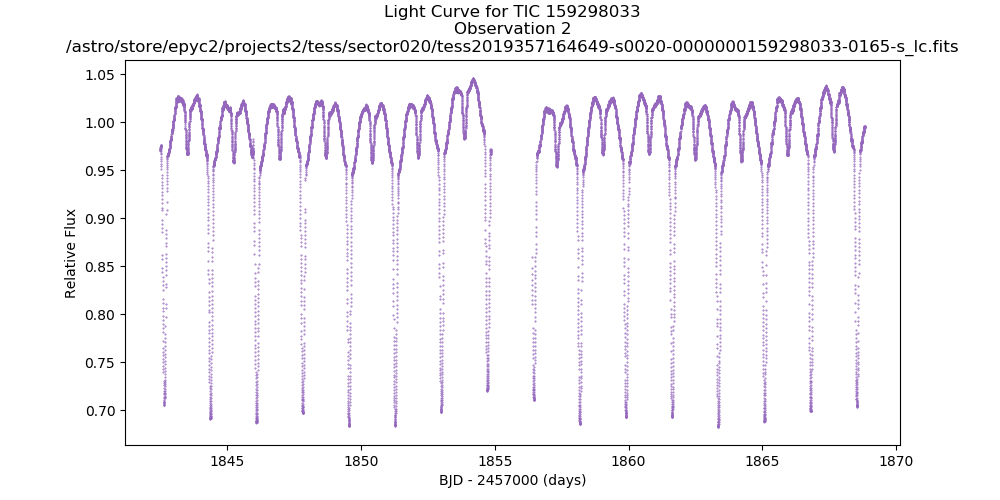 Light Curve for TIC 159298033
Observation 2
/astro/store/epyc2/projects2/tess/sector020/tess2019357164649-s0020-0000000159298033-0165-s_lc.fits
1.05
1.00
0.95
0.90
0.85
0.80
0.75
0.70
Relative Flux
1845
1850
1855
1860
1865
1870
BJD - 2457000 (days)